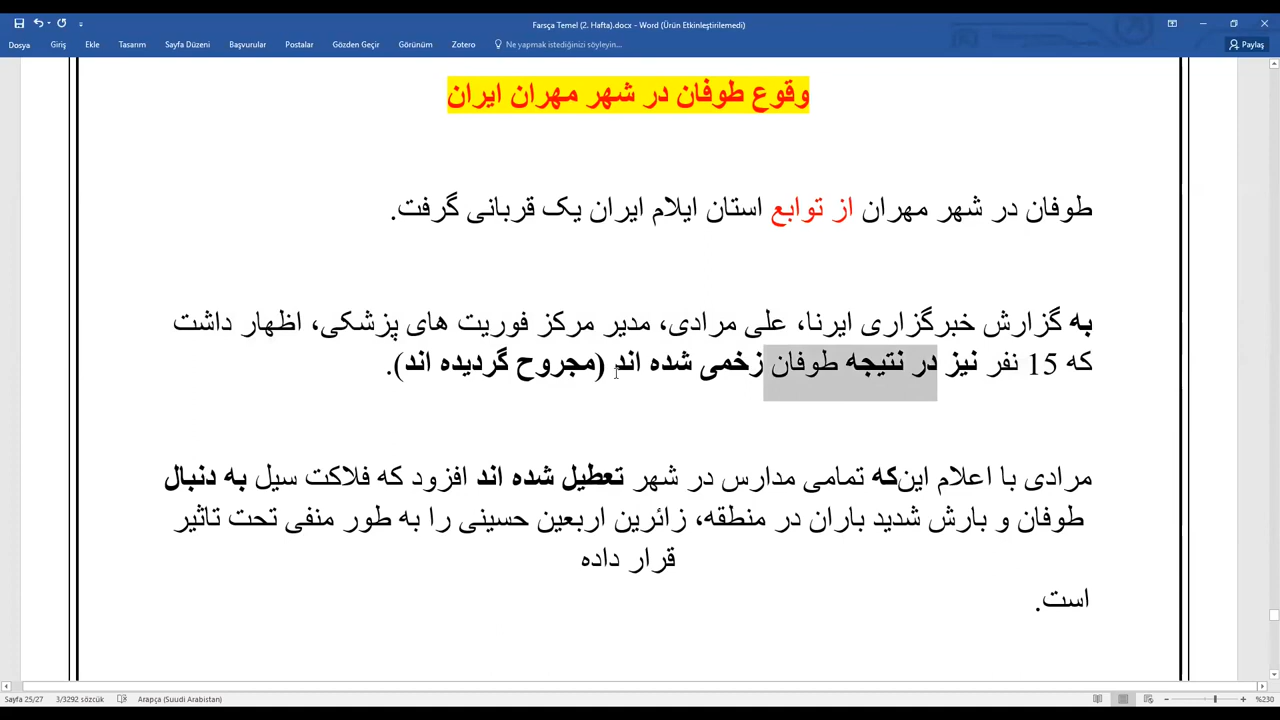 Farsça Temel (2. Hafta).docx - Word (Ürün Etkinleştirilemedi)
Dosya Giriş Ekle Tasarım Sayfa Düzeni Başvurular Postalar Gözden Geçir Görünüm Zotero Ne yapmak istediğinizi söyleyin... Paylaş
وقوع طوفان در شهر مهران ایران
طوفان در شهر مهران از توابع استان ایلام ایران یک قربانی گرفت.
به گزارش خبرگزاری ایرنا، علی مرادی، مدیر مرکز فوریت های پزشکی، اظهار داشت
که 15 نفر نیز در نتیجه طوفان زخمی شده اند (مجروح گردیده اند).
مرادی با اعلام این‌که تمامی مدارس در شهر تعطیل شده اند افزود که فلاکت سیل به دنبال
طوفان و بارش شدید باران در منطقه، زائرین اربعین حسینی را به طور منفی تحت تاثیر
قرار داده
است.
Sayfa 25/27 3/3292 sözcük Arapça (Suudi Arabistan) %230